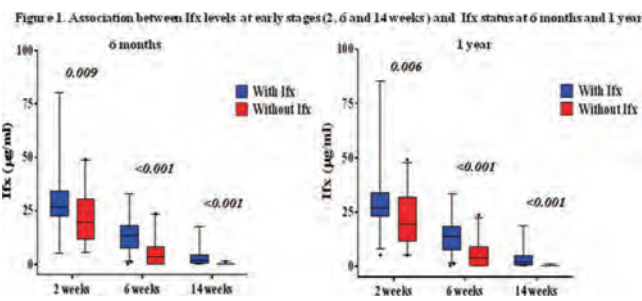 Figure 1. Association between Ifx levels at early stages (2, 6 and 14 weeks) and Ifx status at 6 months and 1 year
6 months
100
75
50
25
0
Ifx (µg/ml)
0.009
<0.001
<0.001
With Ifx
Without Ifx
2 weeks 6 weeks 14 weeks
1 year
100
75
50
25
0
Ifx (µg/ml)
0.006
<0.001
<0.001
With Ifx
Without Ifx
2 weeks 6 weeks 14 weeks